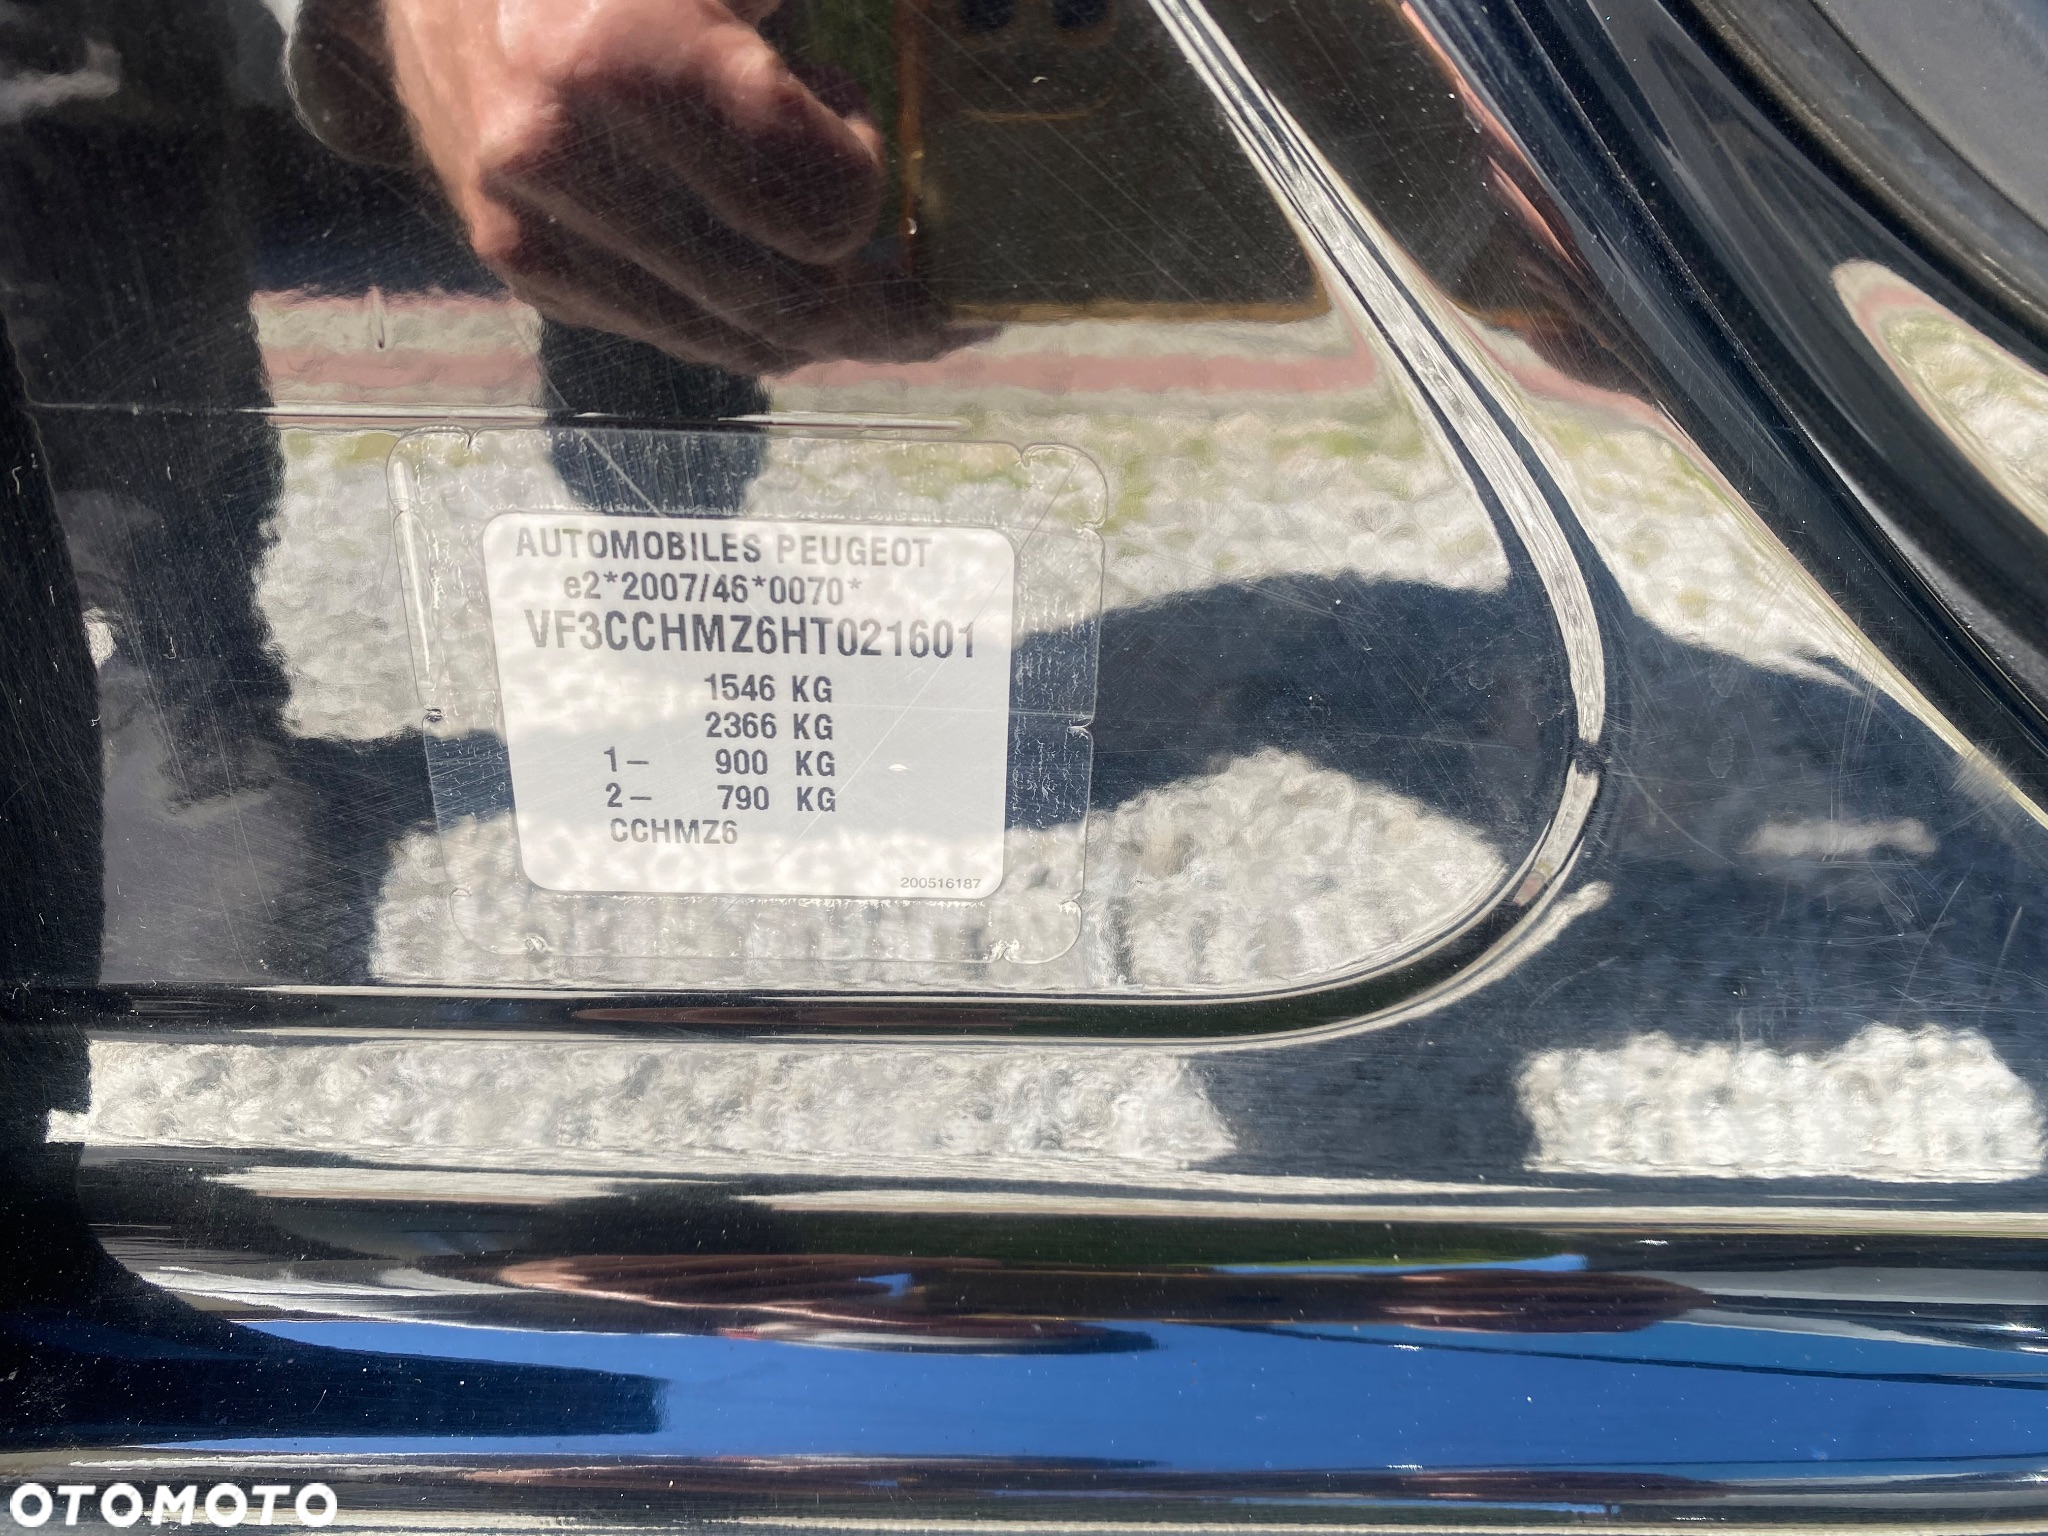 AUTOMOBILES PEUGEOT
e2*2007/46*0070*
VF3CCHMZ6HT021601
1546 KG
2366 KG
1– 900 KG
2– 790 KG
CCHMZ6
200516187
OTOMOTO